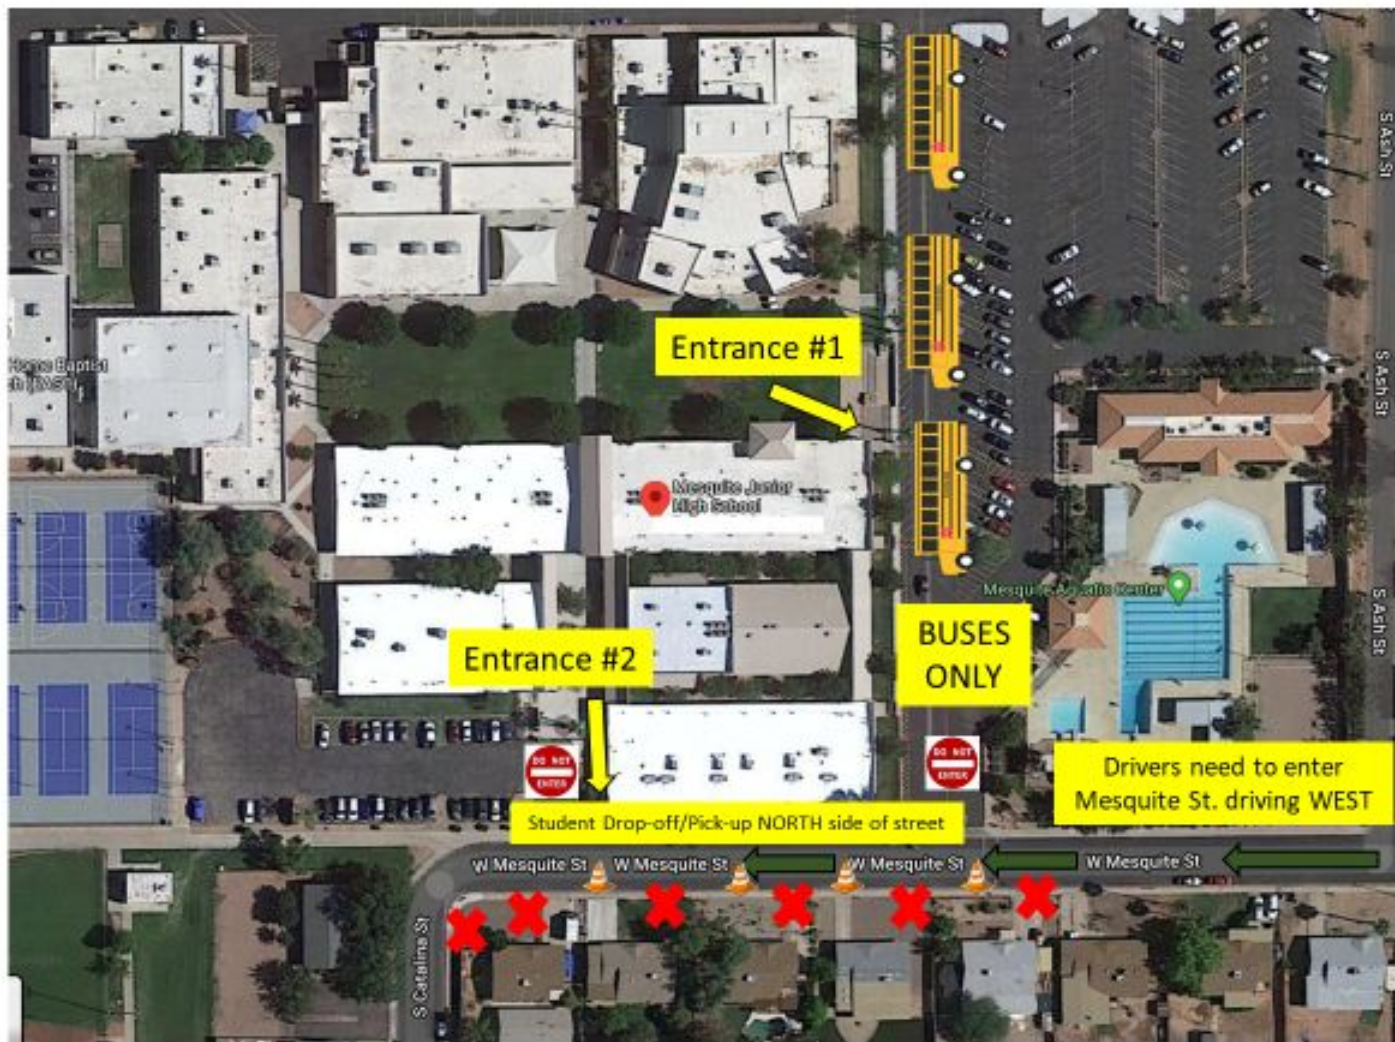 S Ash St
Entrance #1
Home Baptist
S Ash St
Mesquite Junior
High School
Mesquite Aquatic Center
S Ash St
BUSES
ONLY
Entrance #2
DO NOT
ENTER
DO NOT
ENTER
Drivers need to enter
Mesquite St. driving WEST
Student Drop-off/Pick-up NORTH side of street
W Mesquite St
W Mesquite St
W Mesquite St
W Mesquite St
S Catalina St